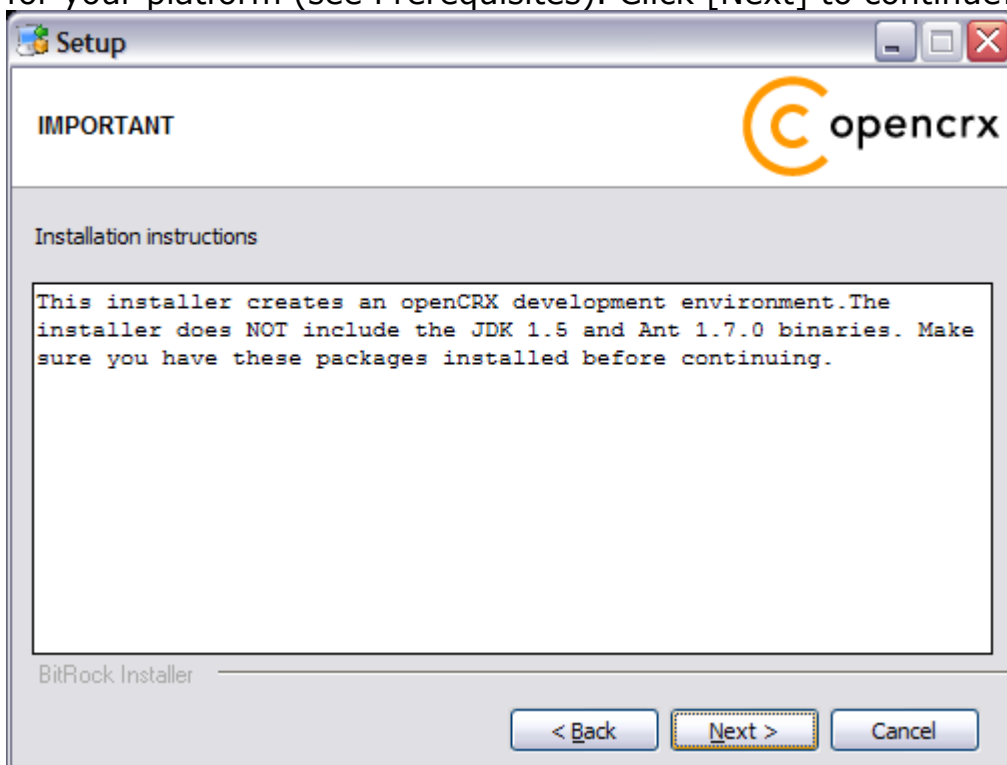 for your platform (see Prerequisites). Click [Next] to continue.
Setup
IMPORTANT
opencrx
Installation instructions
This installer creates an openCRX development environment.The
installer does NOT include the JDK 1.5 and Ant 1.7.0 binaries. Make
sure you have these packages installed before continuing.
BitRock Installer
< Back Next > Cancel